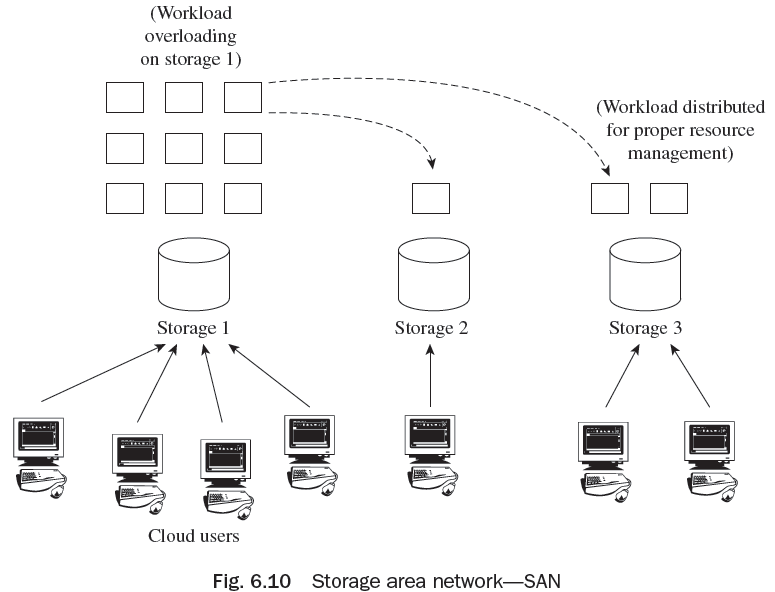 (Workload
overloading
on storage 1)
(Workload distributed
for proper resource
management)
Storage 1
Storage 2
Storage 3
Cloud users
Fig. 6.10 Storage area network—SAN